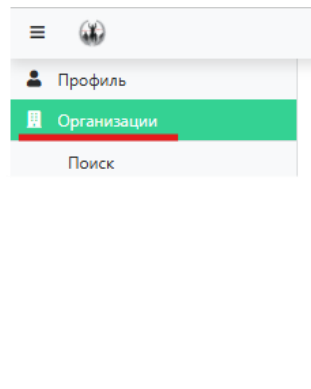 Профиль
Организации
Поиск